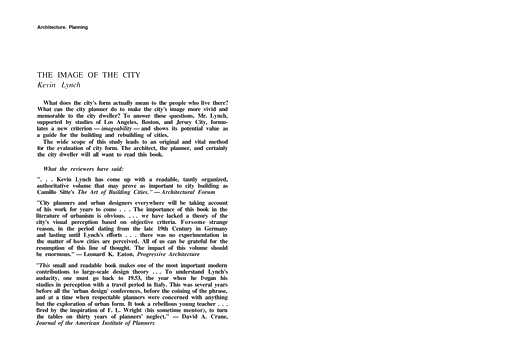 Architecture. Planning
THE IMAGE OF THE CITY
Kevin Lynch
What does the city's form actually mean to the people who live there?
What can the city planner do to make the city's image more vivid and
memorable to the city dweller? To answer these questions, Mr. Lynch,
supported by studies of Los Angeles, Boston, and Jersey City, formu-
lates a new criterion — imageability — and shows its potential value as
a guide for the building and rebuilding of cities.
The wide scope of this study leads to an original and vital method
for the evaluation of city form. The architect, the planner, and certainly
the city dweller will all want to read this book.
What the reviewers have said:
". . . Kevin Lynch has come up with a readable, tautly organized,
authoritative volume that may prove as important to city building as
Camillo Sitte's The Art of Building Cities." — Architectural Forum
"City planners and urban designers everywhere will be taking account
of his work for years to come . . . The importance of this book in the
literature of urbanism is obvious. . . . we have lacked a theory of the
city's visual perception based on objective criteria. Forsome strange
reason, in the period dating from the late 19th Century in Germany
and lasting until Lynch's efforts . . . there was no experimentation in
the matter of how cities are perceived. All of us can be grateful for the
resumption of this line of thought. The impact of this volume should
be enormous." — Leonard K. Eaton, Progressive Architecture
"This small and readable book makes one of the most important modern
contributions to large-scale design theory . . . To understand Lynch's
audacity, one must go back to 19.53, the year when he began his
studies in perception with a travel period in Italy. This was several years
before all the 'urban design' conferences, before the coining of the phrase,
and at a time when respectable planners were concerned with anything
but the exploration of urban form. It took a rebellious young teacher . . .
fired by the inspiration of F. L. Wright (his sometime mentor), to turn
the tables on thirty years of planners' neglect." — David A. Crane,
Journal of the American Institute of Planners